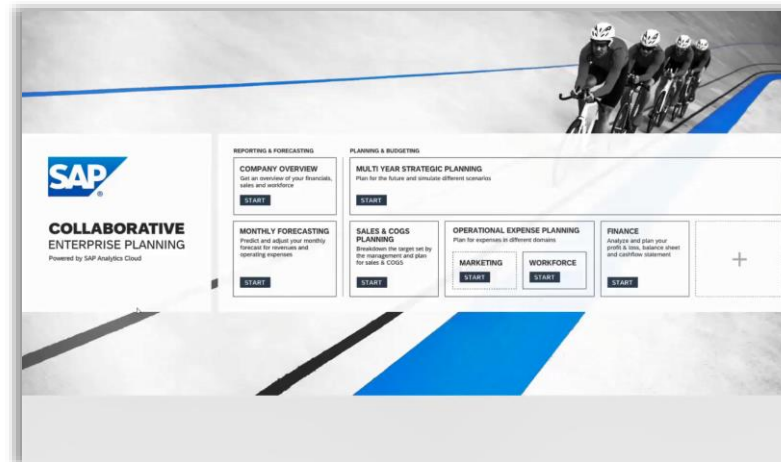 SAP
®
COLLABORATIVE
ENTERPRISE PLANNING
Powered by SAP Analytics Cloud
REPORTING & FORECASTING
COMPANY OVERVIEW
Get an overview of your financials,
sales and workforce
START
MONTHLY FORECASTING
Predict and adjust your monthly
forecast for revenues and
operating expenses
START
PLANNING & BUDGETING
MULTI YEAR STRATEGIC PLANNING
Plan for the future and simulate different scenarios
START
SALES & COGS
PLANNING
Breakdown the target set by
the management and plan
for sales & COGS
START
OPERATIONAL EXPENSE PLANNING
Plan for expenses in different domains
MARKETING
START
WORKFORCE
START
FINANCE
Analyze and plan your
profit & loss, balance sheet
and cashflow statement
START
+